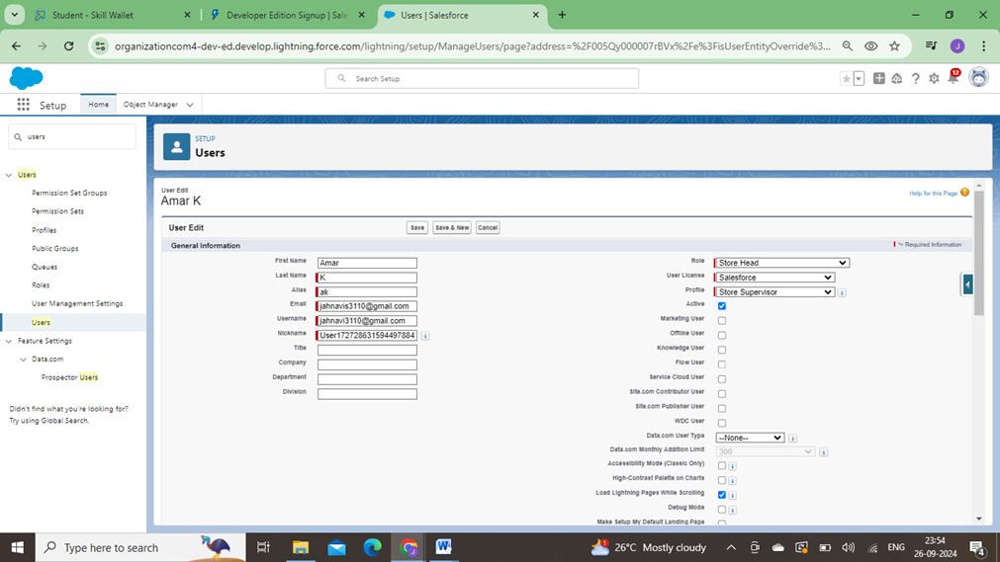 Student - Skill Wallet
Developer Edition Signup | Sale
Users | Salesforce
organizationcom4-dev-ed.develop.lightning.force.com/lightning/setup/ManageUsers/page?address=%2F005Qy000007rBVx%2Fe%3FisUserEntityOverride%3...
J
Search Setup
12
Setup
Home
Object Manager
users
SETUP
Users
Users
Permission Set Groups
Permission Sets
Profiles
Public Groups
Queues
Roles
User Management Settings
Users
Feature Settings
Data.com
Prospector Users
Didn't find what you're looking for?
Try using Global Search.
User Edit
Amar K
Help for this Page
User Edit
Save
Save & New
Cancel
General Information
= Required Information
First Name Amar
Last Name K
Alias ak
Email jahnavis3110@gmail.com
Username jahnavi3110@gmail.com
Nickname User172728631594497884
Title
Company
Department
Division
Role Store Head
User License Salesforce
Profile Store Supervisor
Active
Marketing User
Offline User
Knowledge User
Flow User
Service Cloud User
Site.com Contributor User
Site.com Publisher User
WDC User
Data.com User Type --None--
Data.com Monthly Addition Limit 300
Accessibility Mode (Classic Only)
High-Contrast Palette on Charts
Load Lightning Pages While Scrolling
Debug Mode
Make Setup My Default Landing Page
Type here to search
26°C Mostly cloudy
ENG
23:54
26-09-2024
4